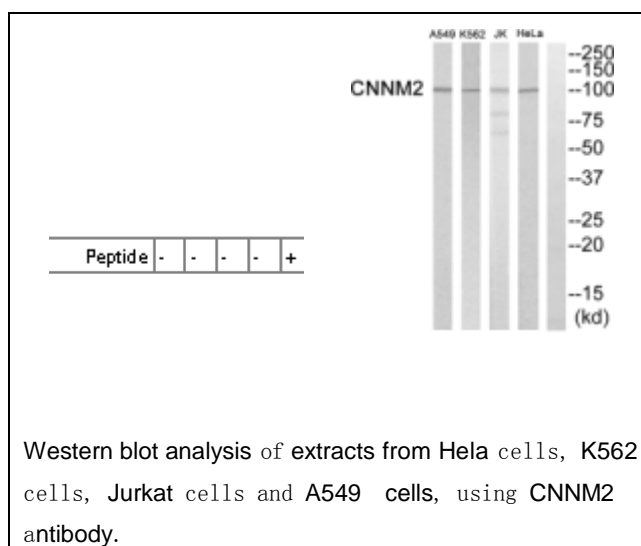 A549 K562 JK HeLa
--250
--150
CNNM2 --100
--75
--50
--37
--25
--20
--15
(kd)
Peptide - - - - +
Western blot analysis of extracts from Hela cells, K562
cells, Jurkat cells and A549 cells, using CNNM2
antibody.